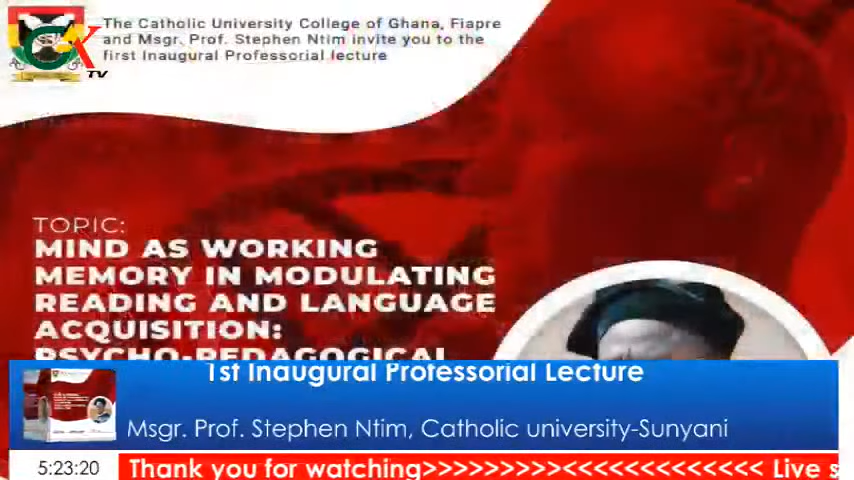 The Catholic University College of Ghana, Fiapre
and Msgr. Prof. Stephen Ntim invite you to the
first Inaugural Professorial lecture
TV
TOPIC:
MIND AS WORKING
MEMORY IN MODULATING
READING AND LANGUAGE
ACQUISITION:
PSYCHO-PEDAGOGICAL
1st Inaugural Professorial Lecture
Msgr. Prof. Stephen Ntim, Catholic university-Sunyani
5:23:20
Thank you for watching>>>>>>>>><<<<<<<<<<<<< Live s